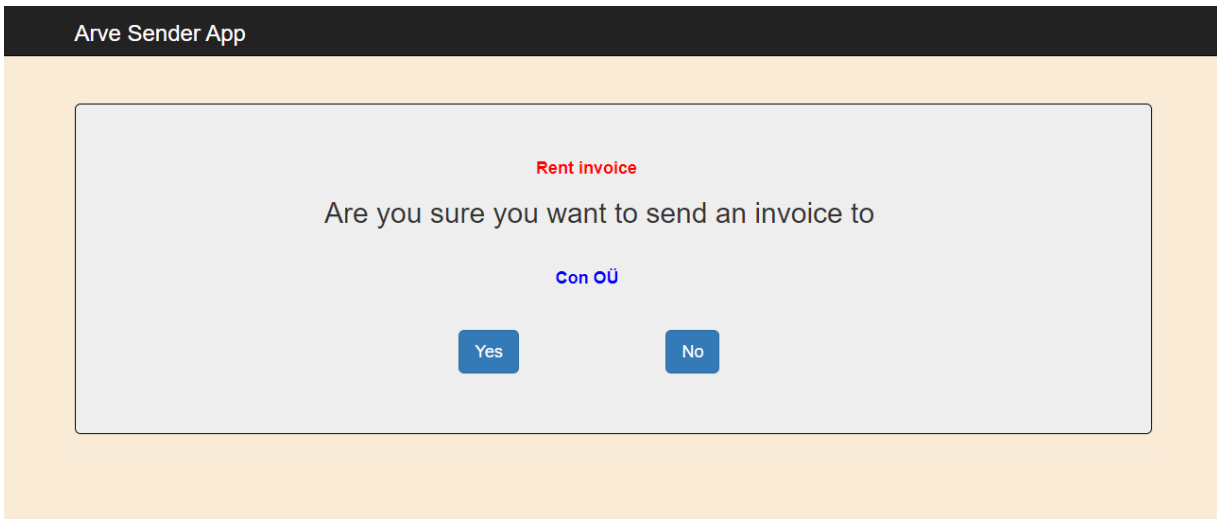 Arve Sender App
Rent invoice
Are you sure you want to send an invoice to
Con OÜ
Yes No